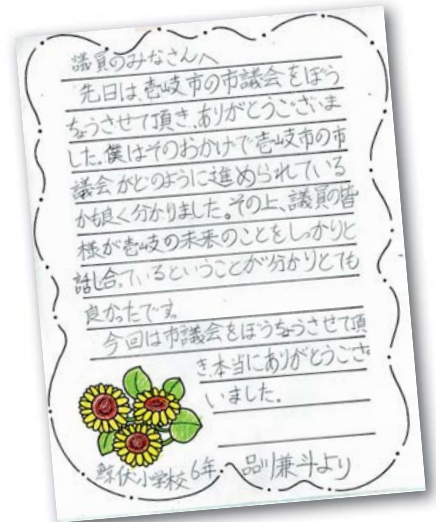 議員のみなさんへ
先日は、壱岐市の市議会をぼう
ちょうさせて頂き、ありがとうございま
した。僕はそのおかげで壱岐市の市
議会がどのように進められている
かも良く分かりました。その上、議員の皆
様が壱岐の未来のことをしっかりと
話し合っているということが分かりとても
良かったです。
今回は市議会をぼうちょうさせて頂
き、本当にありがとうござ
いました。
鯨伏小学校6年 品川兼斗より